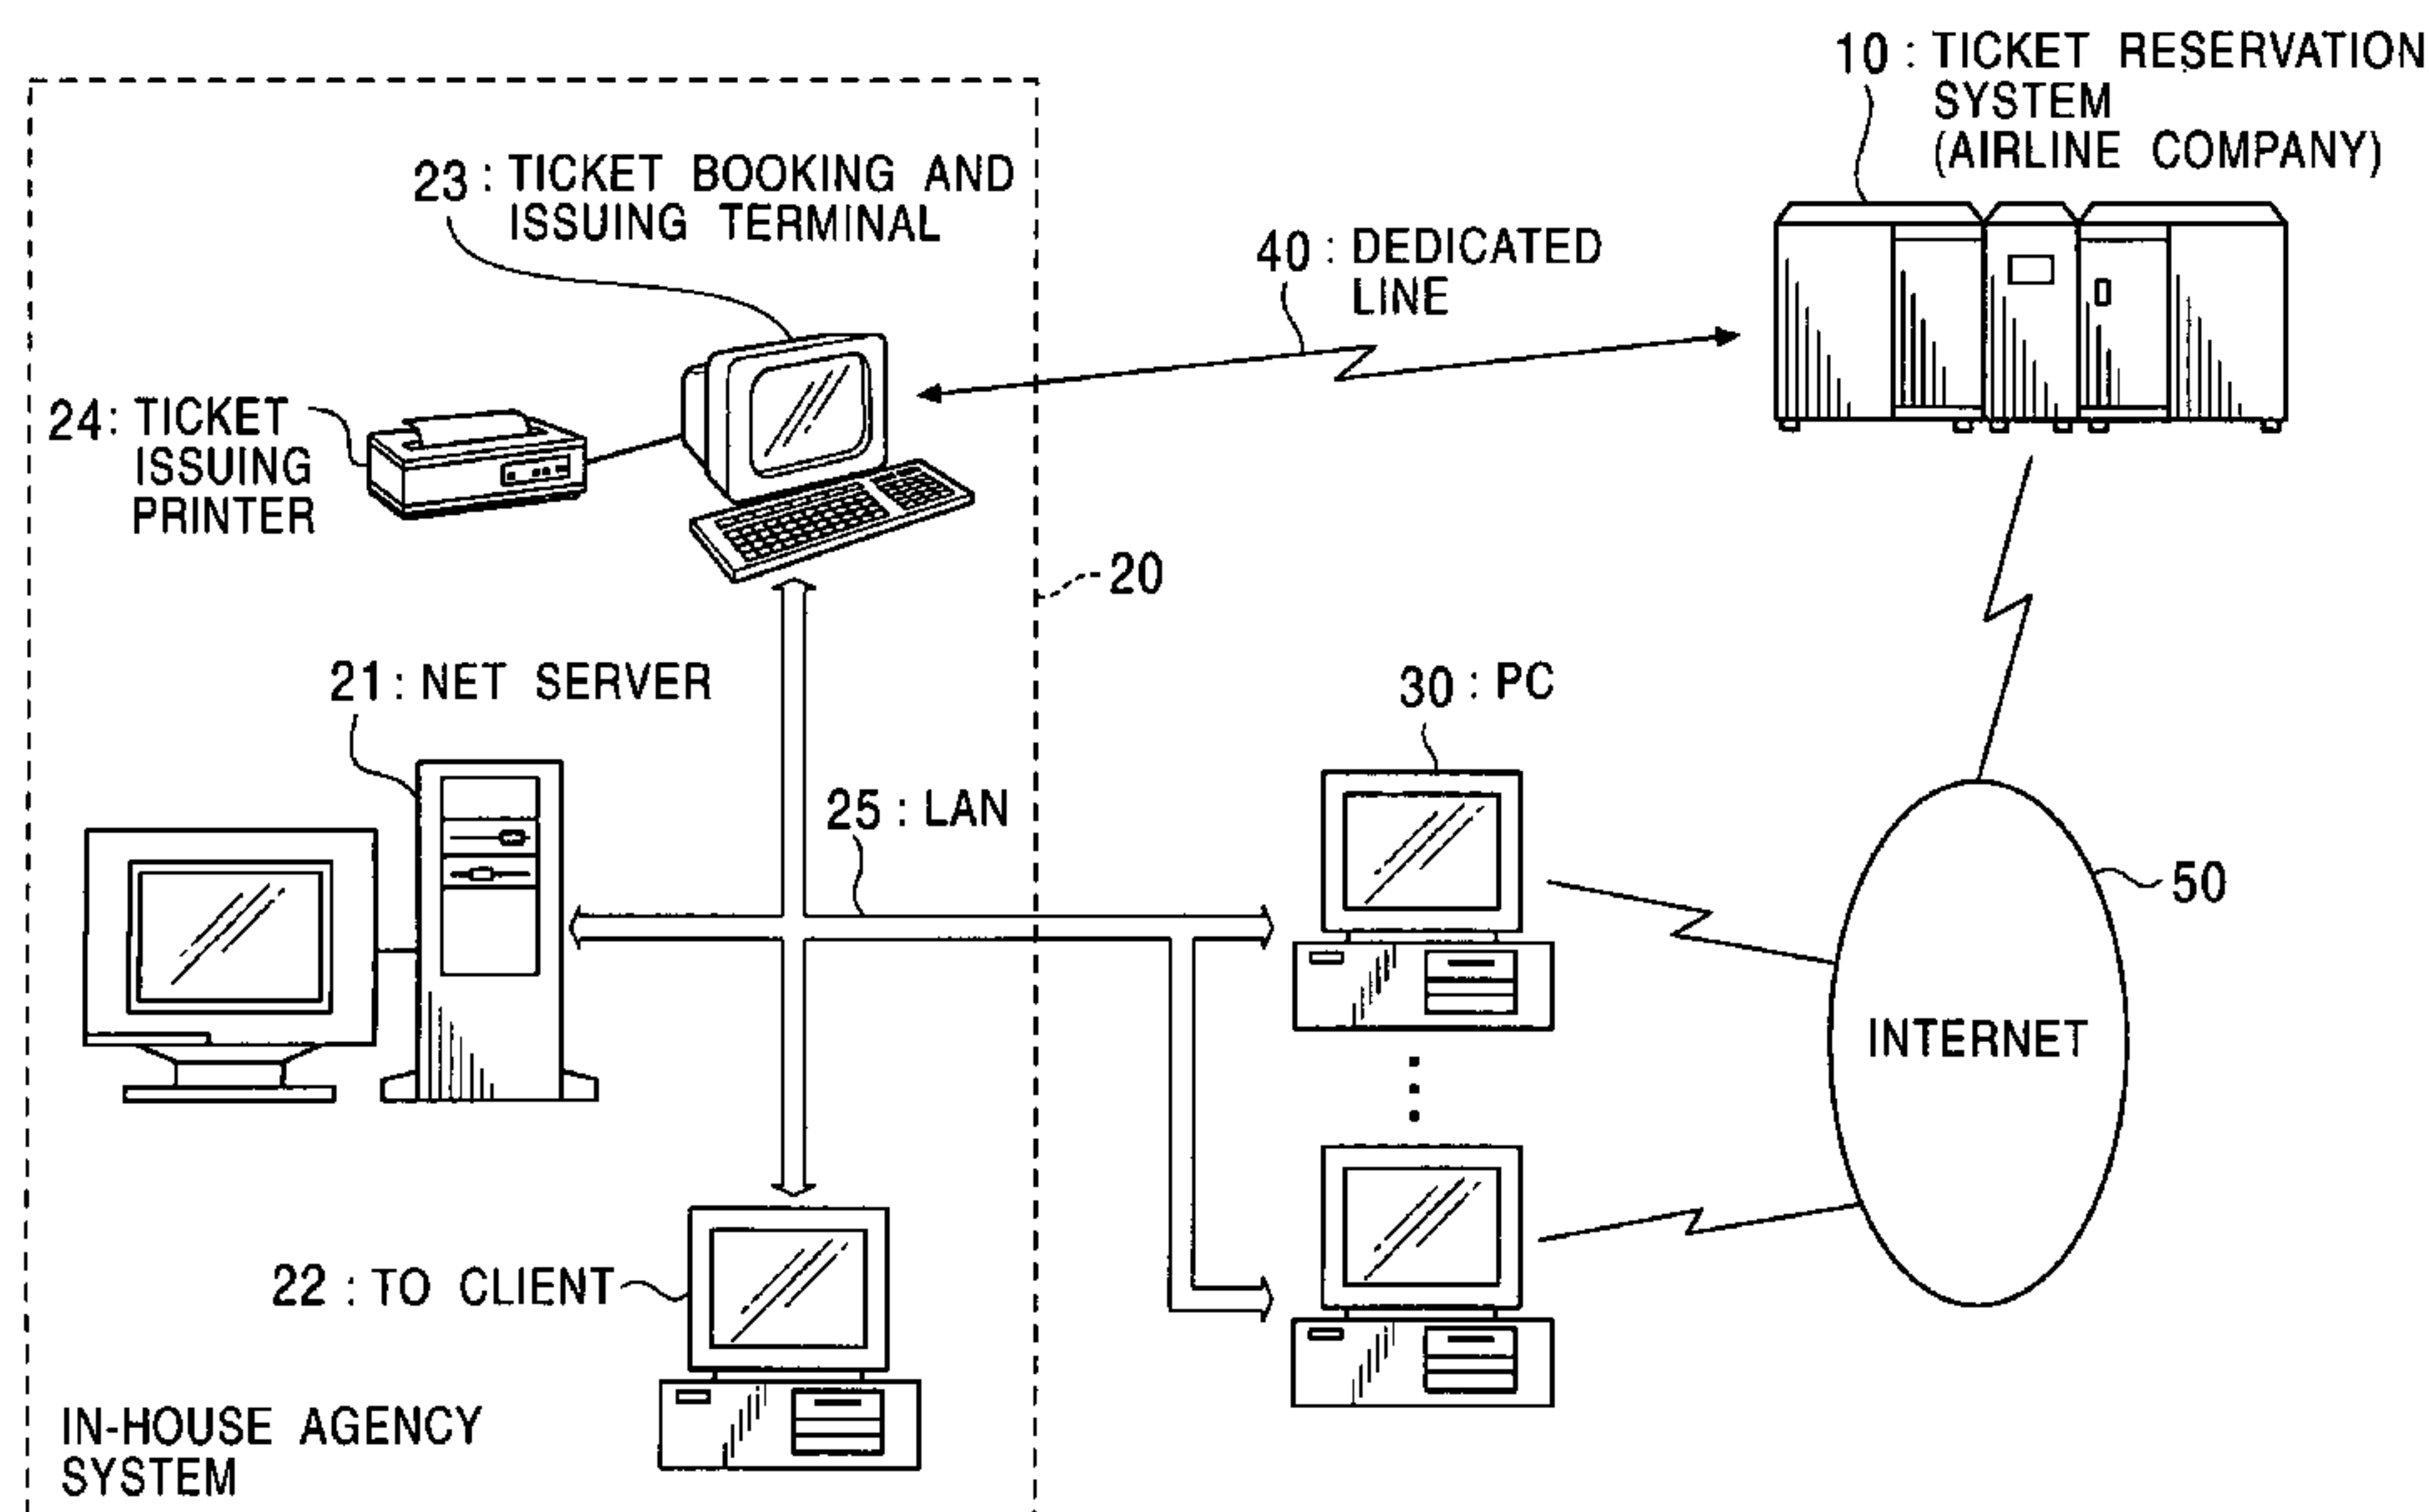 10 : TICKET RESERVATION
SYSTEM
(AIRLINE COMPANY)
23 : TICKET BOOKING AND
ISSUING TERMINAL
40 : DEDICATED
LINE
24 : TICKET
ISSUING
PRINTER
20
21 : NET SERVER
30 : PC
25 : LAN
50
INTERNET
22 : TO CLIENT
IN-HOUSE AGENCY
SYSTEM